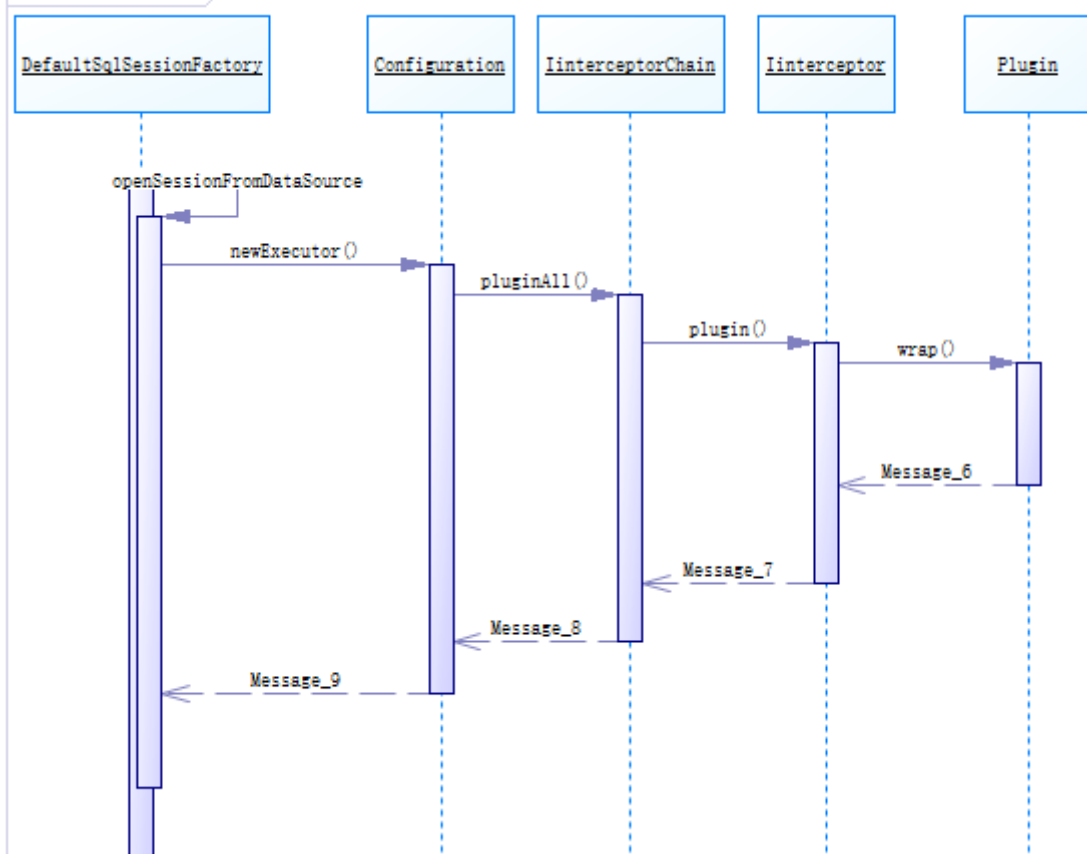 DefaultSqlSessionFactory
Configuration
IinterceptorChain
Iinterceptor
Plugin
openSessionFromDataSource
newExecutor()
pluginAll()
plugin()
wrap()
Message_6
Message_7
Message_8
Message_9